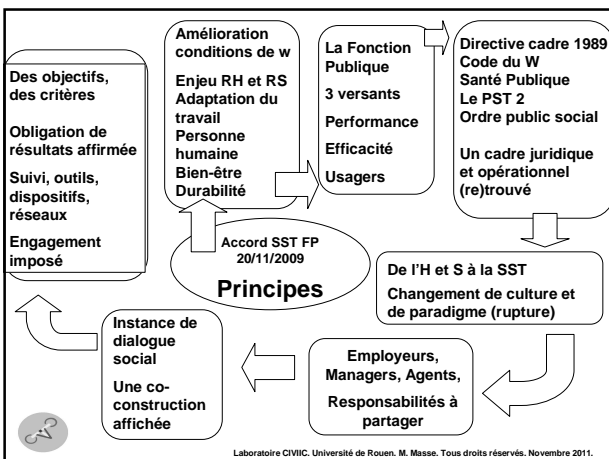 Des objectifs,
des critères
Obligation de
résultats affirmée
Suivi, outils,
dispositifs,
réseaux
Engagement
imposé
Amélioration
conditions de w
Enjeu RH et RS
Adaptation du
travail
Personne
humaine
Bien-être
Durabilité
La Fonction
Publique
3 versants
Performance
Efficacité
Usagers
Directive cadre 1989
Code du W
Santé Publique
Le PST 2
Ordre public social
Un cadre juridique
et opérationnel
(re)trouvé
Accord SST FP
20/11/2009
Principes
De l'H et S à la SST
Changement de culture et
de paradigme (rupture)
Employeurs,
Managers, Agents,
Responsabilités à
partager
Instance de
dialogue
social
Une co-
construction
affichée
Laboratoire CIVIIC. Université de Rouen. M. Masse. Tous droits réservés. Novembre 2011.